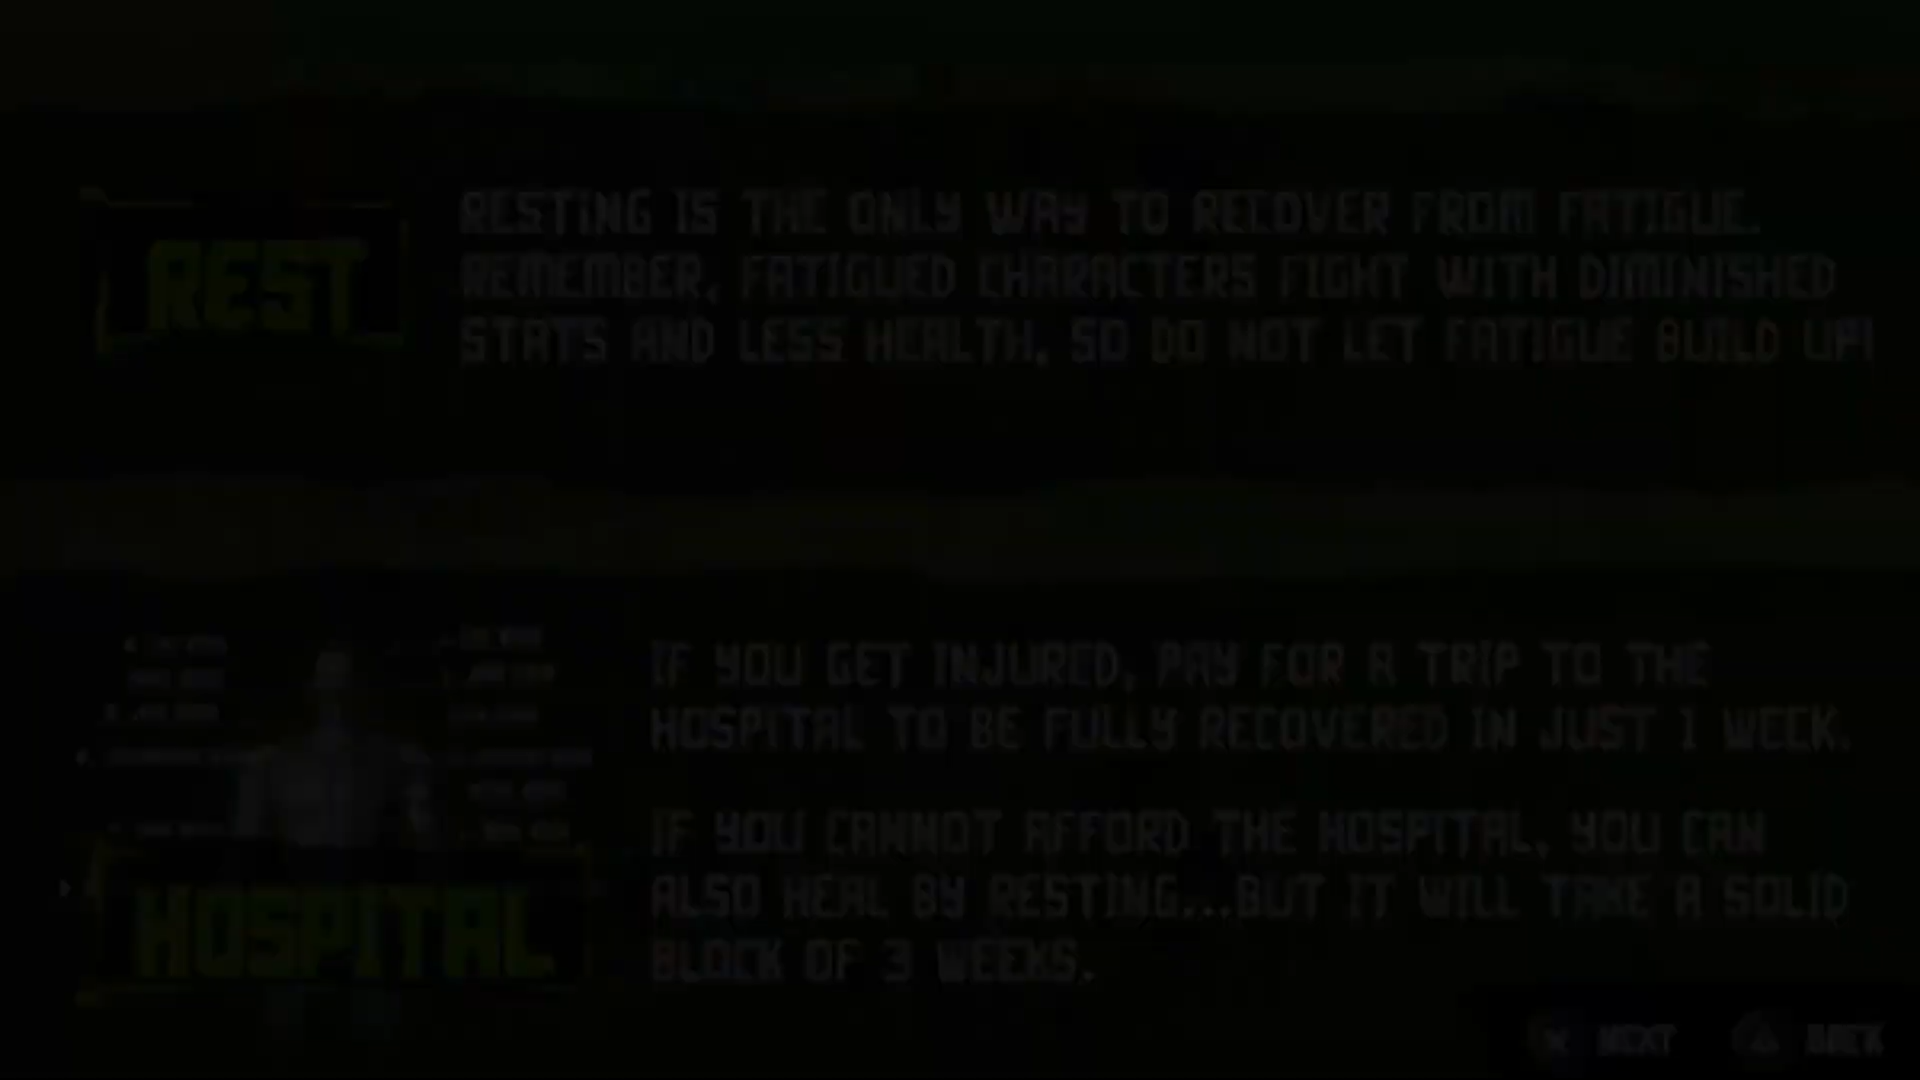 REST
RESTING IS THE ONLY WAY TO RECOVER FROM FATIGUE.
REMEMBER, FATIGUED CHARACTERS FIGHT WITH DIMINISHED
STATS AND LESS HEALTH, SO DO NOT LET FATIGUE BUILD UP!
HOSPITAL
IF YOU GET INJURED, PAY FOR A TRIP TO THE
HOSPITAL TO BE FULLY RECOVERED IN JUST 1 WEEK.
IF YOU CANNOT AFFORD THE HOSPITAL, YOU CAN
ALSO HEAL BY RESTING...BUT IT WILL TAKE A SOLID
BLOCK OF 3 WEEKS.
NEXT
BACK